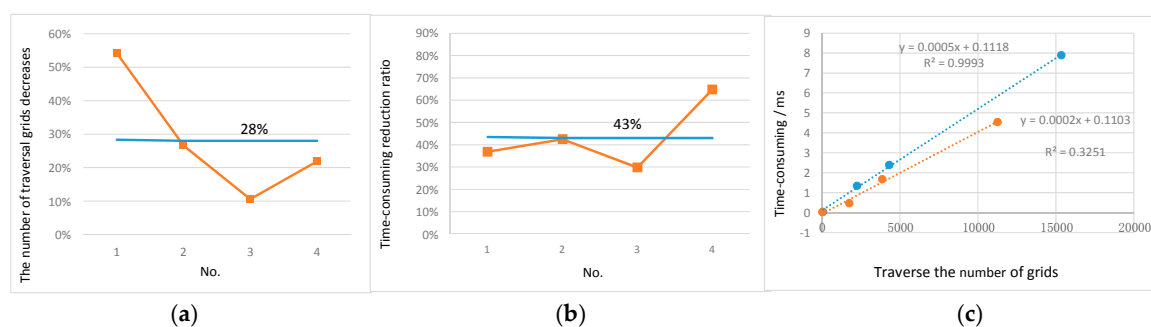 The number of traversal grids decreases
60%
50%
40%
30%
20%
10%
0%
28%
1 2 3 4
No.
(a)
Time-consuming reduction ratio
90%
80%
70%
60%
50%
40%
30%
20%
10%
0%
43%
1 2 3 4
No.
(b)
Time-consuming / ms
9
8
7
6
5
4
3
2
1
0
-1
y = 0.0005x + 0.1118
R² = 0.9993
y = 0.0002x + 0.1103
R² = 0.3251
0 5000 10000 15000 20000
Traverse the number of grids
(c)